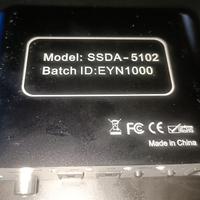 Model: SSDA-5102
Batch ID:EYN1000
FC CE
Made in China